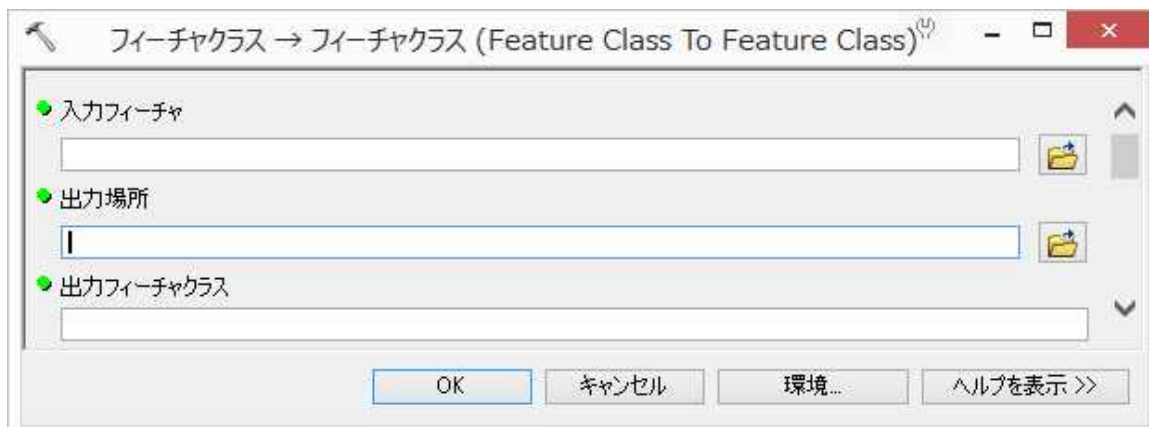 フィーチャクラス → フィーチャクラス (Feature Class To Feature Class)
入力フィーチャ
出力場所
出力フィーチャクラス
OK キャンセル 環境... ヘルプを表示 >>